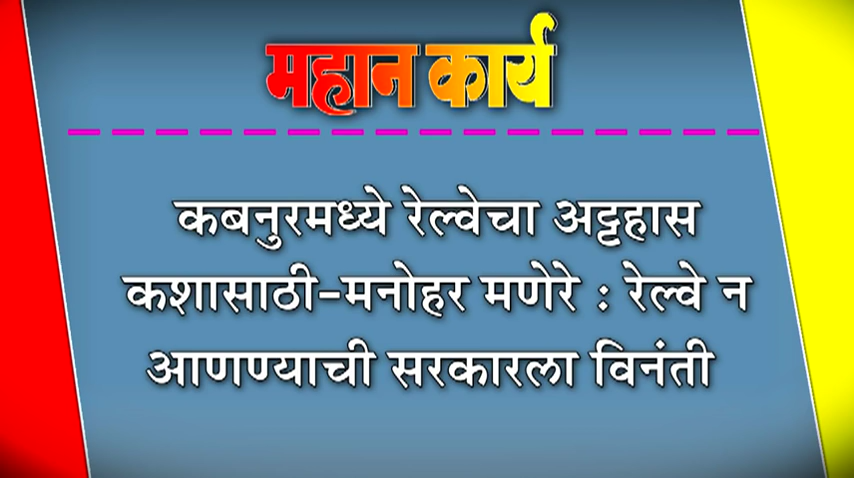 महान कार्य
कबनुरमध्ये रेल्वेचा अट्टहास
कशासाठी-मनोहर मणेरे : रेल्वे न
आणण्याची सरकारला विनंती